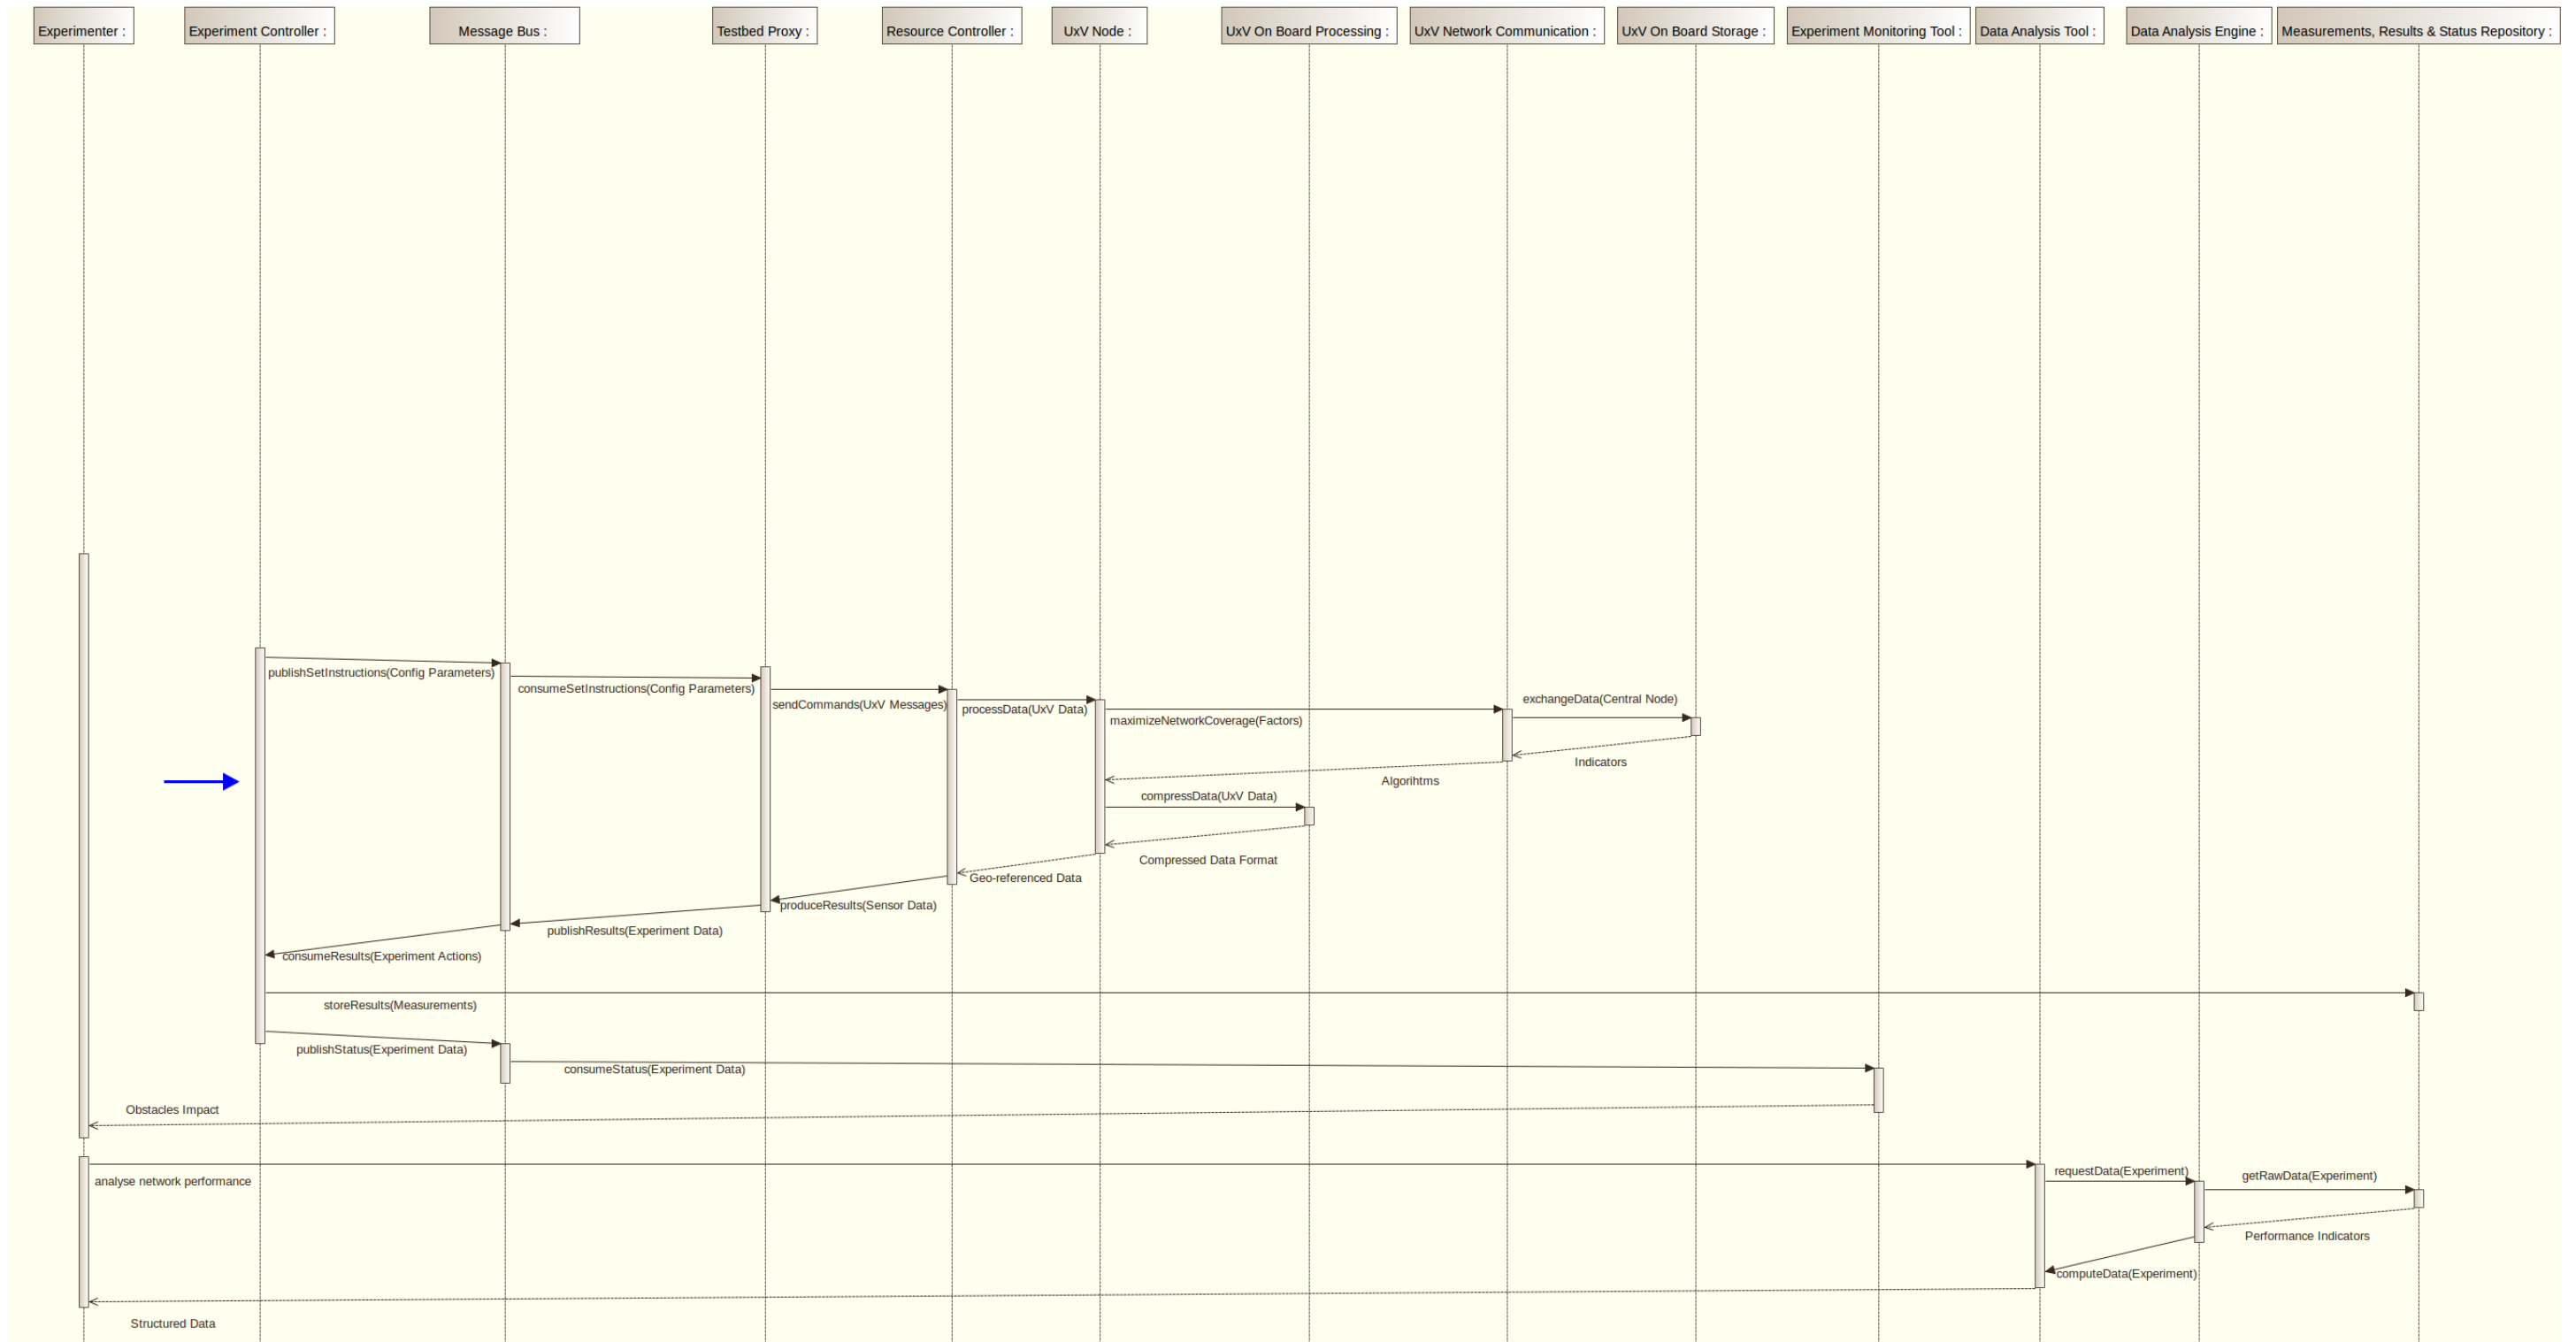 Experimenter :
Experiment Controller :
Message Bus :
Testbed Proxy :
Resource Controller :
UxV Node :
UxV On Board Processing :
UxV Network Communication :
UxV On Board Storage :
Experiment Monitoring Tool :
Data Analysis Tool :
Data Analysis Engine :
Measurements, Results & Status Repository :
publishSetInstructions(Config Parameters)
consumeSetInstructions(Config Parameters)
sendCommands(UxV Messages)
processData(UxV Data)
maximizeNetworkCoverage(Factors)
exchangeData(Central Node)
Indicators
Algorihtms
compressData(UxV Data)
Compressed Data Format
Geo-referenced Data
produceResults(Sensor Data)
publishResults(Experiment Data)
consumeResults(Experiment Actions)
storeResults(Measurements)
publishStatus(Experiment Data)
consumeStatus(Experiment Data)
Obstacles Impact
analyse network performance
requestData(Experiment)
getRawData(Experiment)
Performance Indicators
computeData(Experiment)
Structured Data